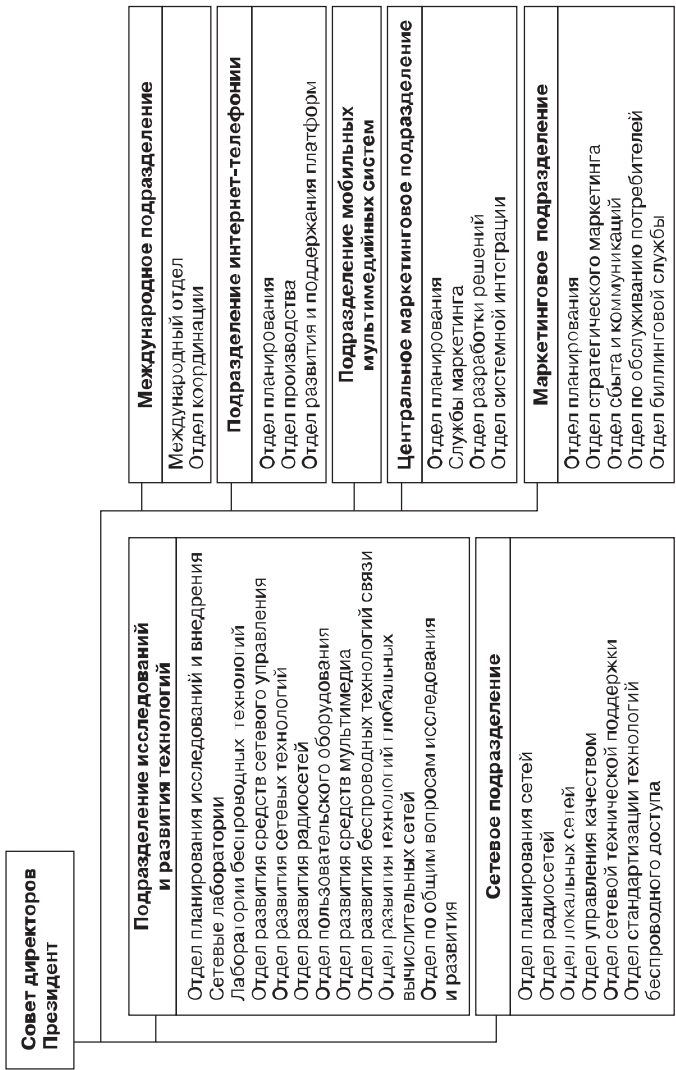 Совет директоров
Президент
Подразделение исследований
и развития технологий
Отдел планирования исследований и внедрения
Сетевые лаборатории
Лаборатории беспроводных технологий
Отдел развития средств сетевого управления
Отдел развития сетевых технологий
Отдел развития радиосетей
Отдел пользовательского оборудования
Отдел развития средств мультимедиа
Отдел развития беспроводных технологий связи
Отдел развития технологий глобальных
вычислительных сетей
Отдел по общим вопросам исследования
и развития
Сетевое подразделение
Отдел планирования сетей
Отдел радиосетей
Отдел локальных сетей
Отдел управления качеством
Отдел сетевой технической поддержки
Отдел стандартизации технологий
беспроводного доступа
Международное подразделение
Международный отдел
Отдел координации
Подразделение интернет-телефонии
Отдел планирования
Отдел производства
Отдел развития и поддержания платформ
Подразделение мобильных
мультимедийных систем
Центральное маркетинговое подразделение
Отдел планирования
Службы маркетинга
Отдел разработки решений
Отдел системной интеграции
Маркетинговое подразделение
Отдел планирования
Отдел стратегического маркетинга
Отдел сбыта и коммуникаций
Отдел по обслуживанию потребителей
Отдел биллинговой службы